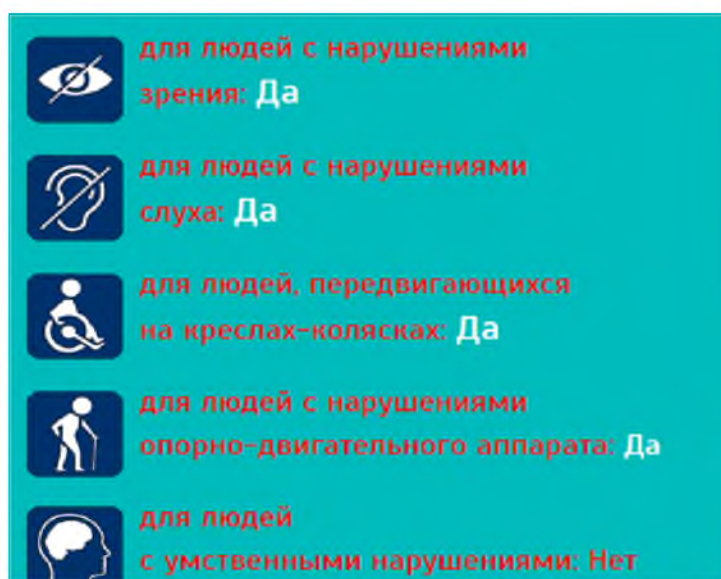 для людей с нарушениями
зрения: Да
для людей с нарушениями
слуха: Да
для людей, передвигающихся
на креслах-колясках: Да
для людей с нарушениями
опорно-двигательного аппарата: Да
для людей
с умственными нарушениями: Нет